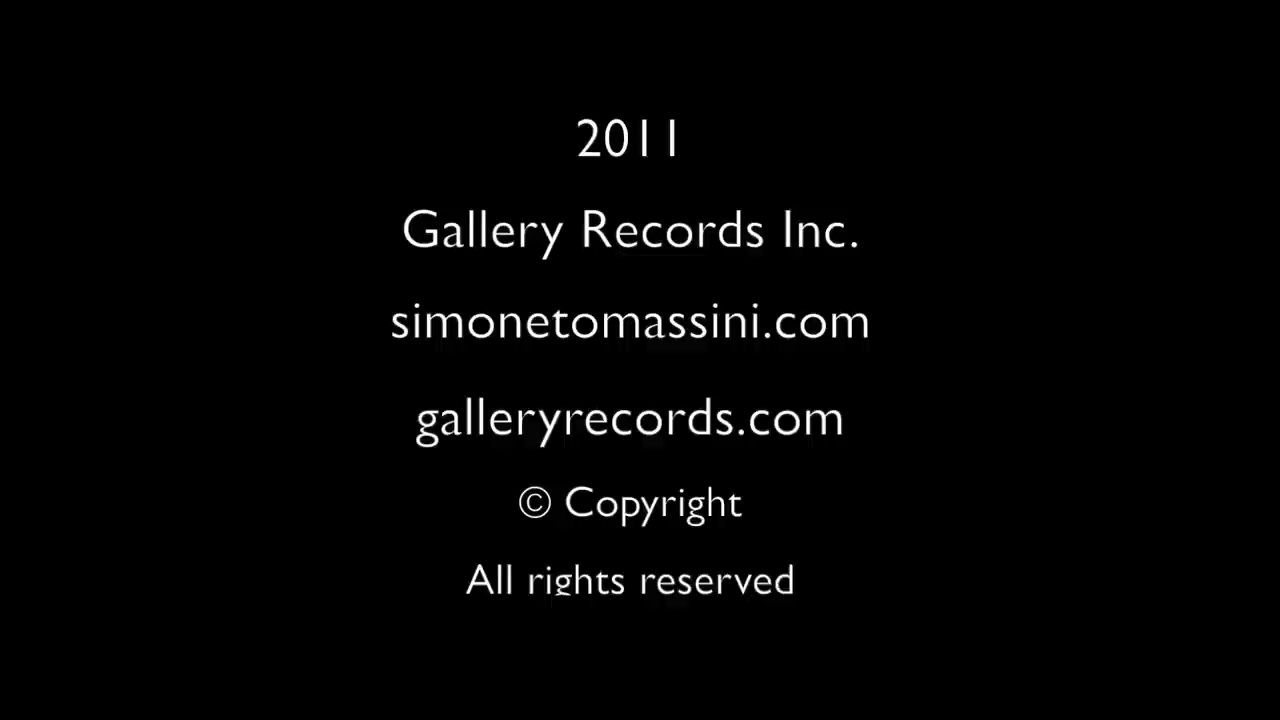 2011
Gallery Records Inc.
simonetomassini.com
galleryrecords.com
© Copyright
All rights reserved